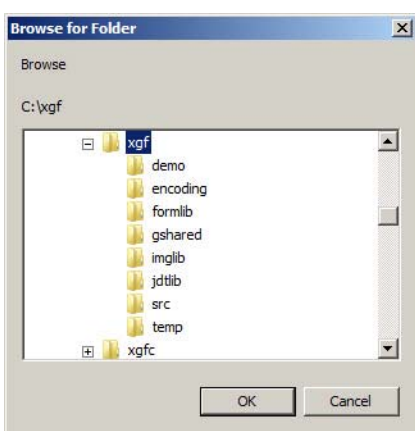 Browse for Folder
Browse
C:\xgf
xgf
demo
encoding
formlib
gshared
imglib
jdtlib
src
temp
xgfc
OK Cancel